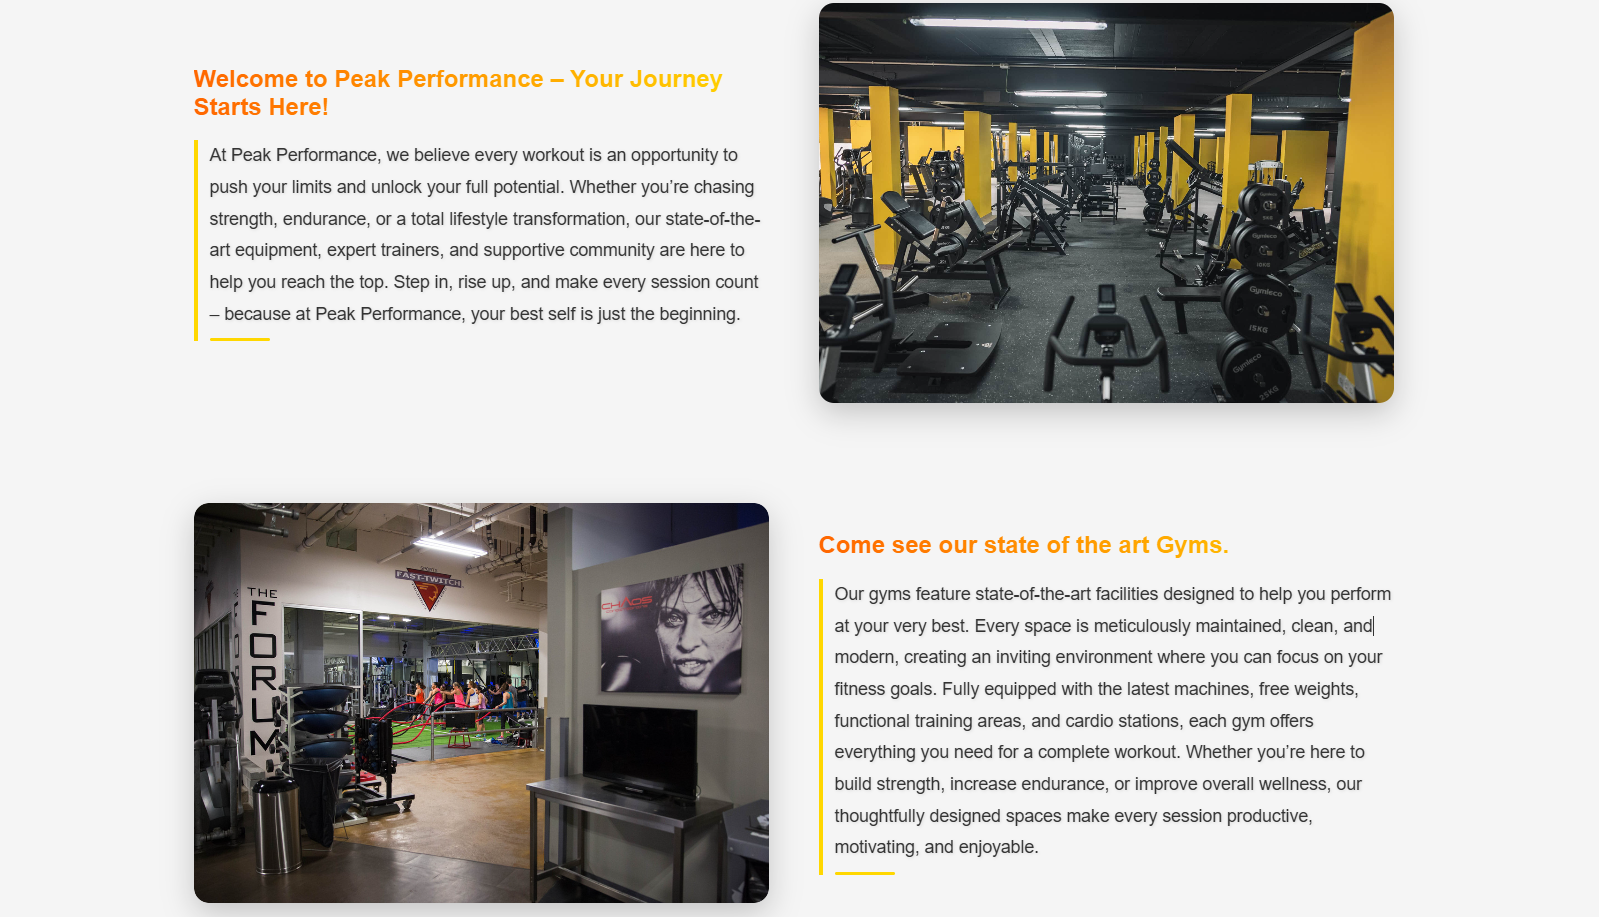 Welcome to Peak Performance – Your Journey
Starts Here!
At Peak Performance, we believe every workout is an opportunity to
push your limits and unlock your full potential. Whether you’re chasing
strength, endurance, or a total lifestyle transformation, our state-of-the-
art equipment, expert trainers, and supportive community are here to
help you reach the top. Step in, rise up, and make every session count
– because at Peak Performance, your best self is just the beginning.
Gymleco
Gymleco
15KG
Gymleco
25KG
THE
FORUM
FAST-TWITCH
CHAOS
Come see our state of the art Gyms.
Our gyms feature state-of-the-art facilities designed to help you perform
at your very best. Every space is meticulously maintained, clean, and
modern, creating an inviting environment where you can focus on your
fitness goals. Fully equipped with the latest machines, free weights,
functional training areas, and cardio stations, each gym offers
everything you need for a complete workout. Whether you’re here to
build strength, increase endurance, or improve overall wellness, our
thoughtfully designed spaces make every session productive,
motivating, and enjoyable.